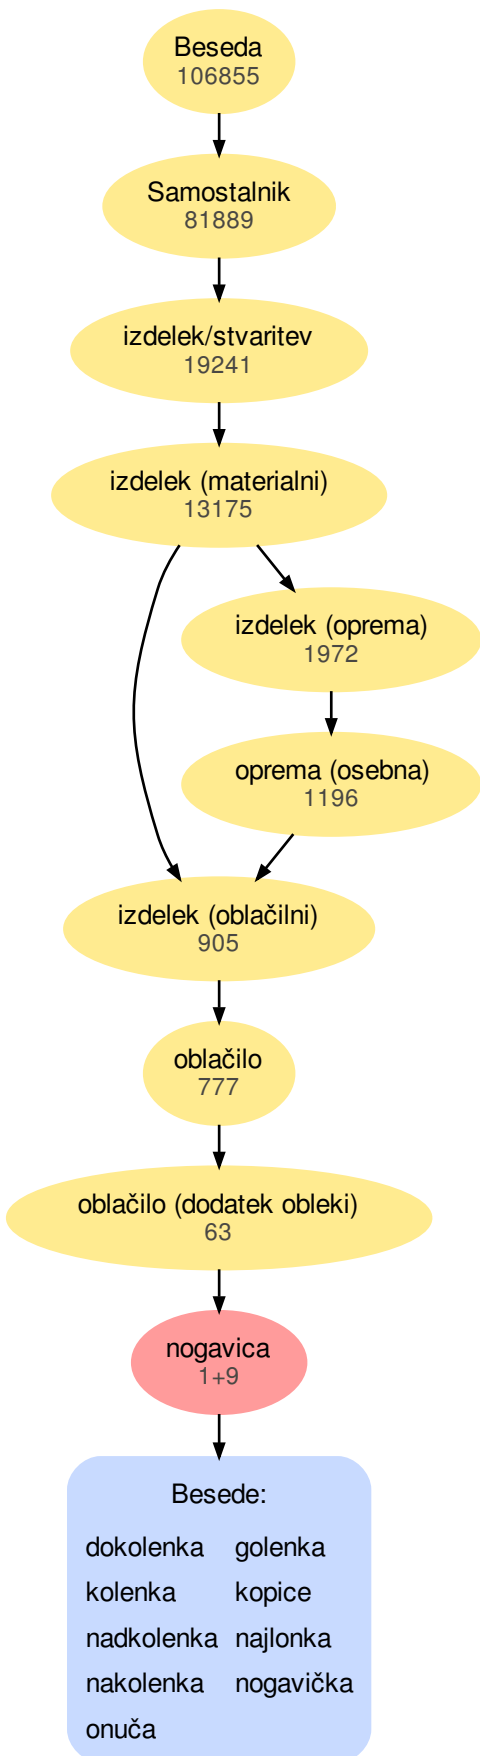 Beseda
106855
Samostalnik
81889
izdelek/stvaritev
19241
izdelek (materialni)
13175
izdelek (oprema)
1972
oprema (osebna)
1196
izdelek (oblačilni)
905
oblačilo
777
oblačilo (dodatek obleki)
63
nogavica
1+9
Besede:
dokolenka golenka
kolenka kopice
nadkolenka najlonka
nakolenka nogavička
onuča